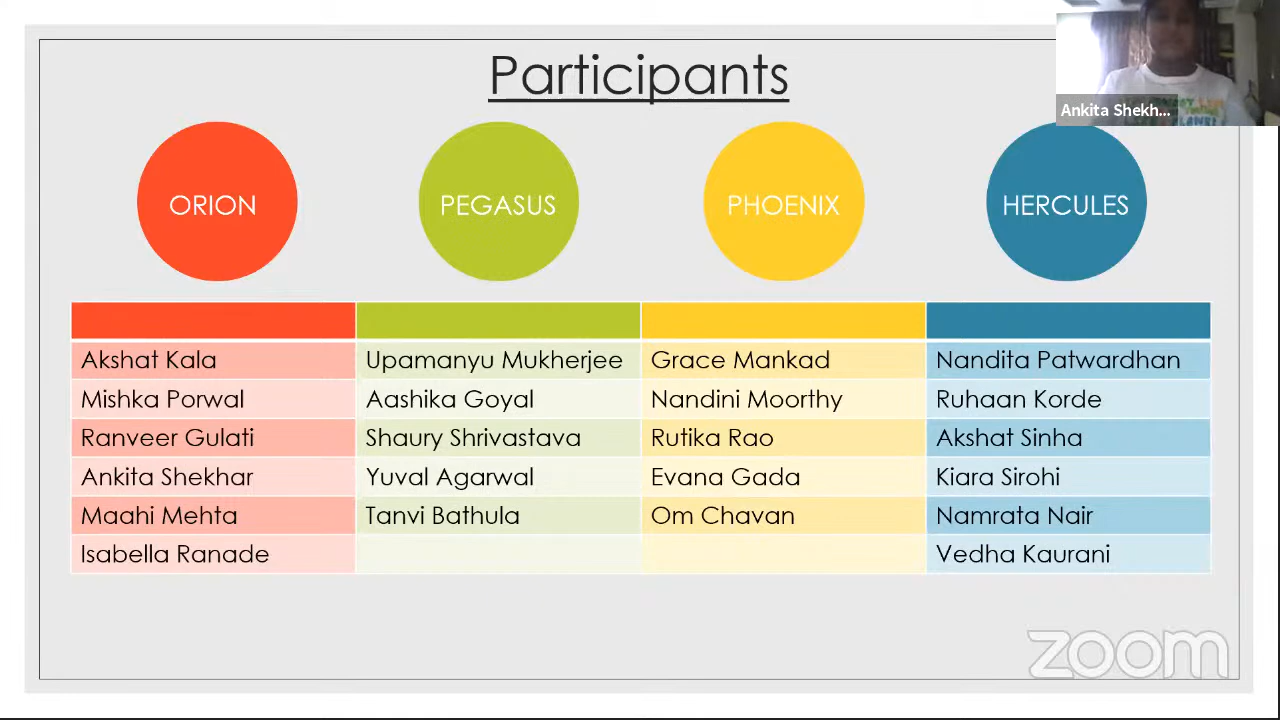 Participants
Ankita Shekh...
ORION PEGASUS PHOENIX HERCULES
Akshat Kala Upamanyu Mukherjee Grace Mankad Nandita Patwardhan
Mishka Porwal Aashika Goyal Nandini Moorthy Ruhaan Korde
Ranveer Gulati Shaury Shrivastava Rutika Rao Akshat Sinha
Ankita Shekhar Yuval Agarwal Evana Gada Kiara Sirohi
Maahi Mehta Tanvi Bathula Om Chavan Namrata Nair
Isabella Ranade Vedha Kaurani
zoom